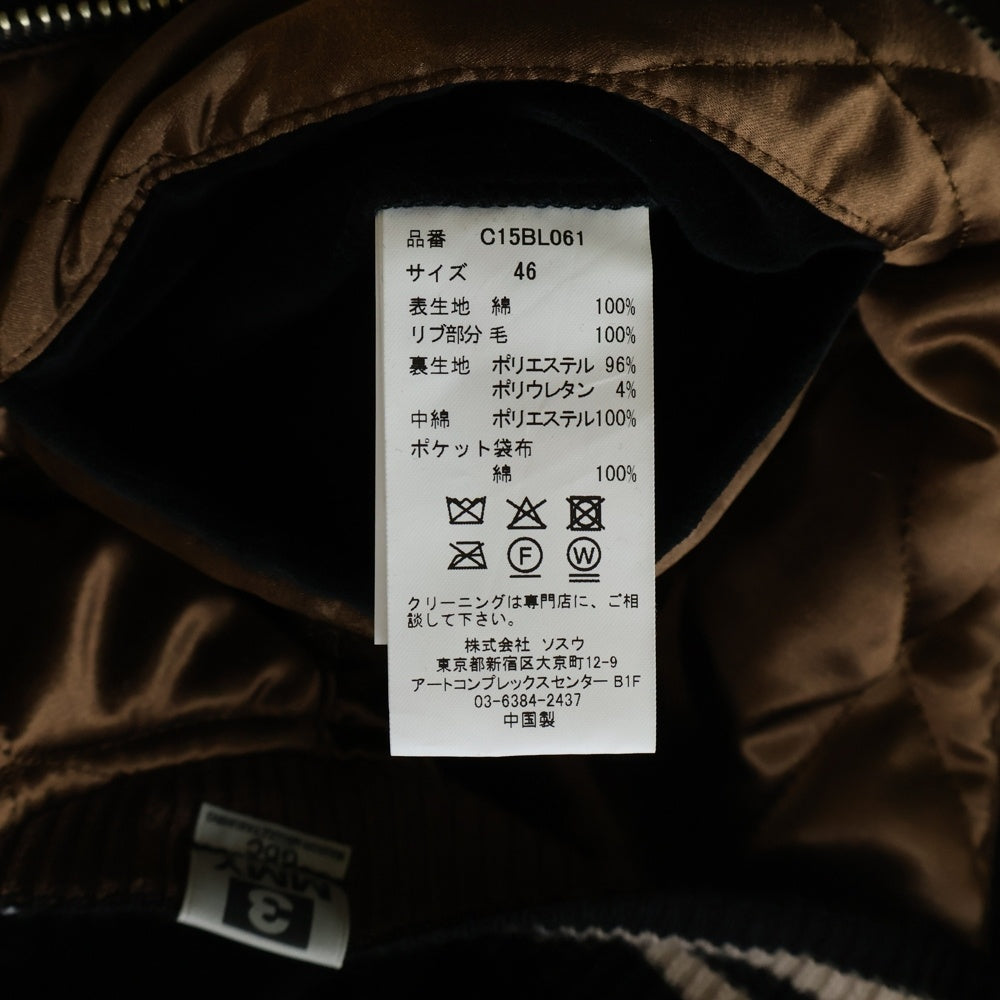 品番 C15BL061
サイズ 46
表生地 綿 100%
リブ部分 毛 100%
裏生地 ポリエステル 96%
ポリウレタン 4%
中綿 ポリエステル100%
ポケット袋布
綿 100%
F W
クリーニングは専門店に、ご相
談して下さい。
株式会社 ソスウ
東京都新宿区大京町12-9
アートコンプレックスセンター B1F
03-6384-2437
中国製
3